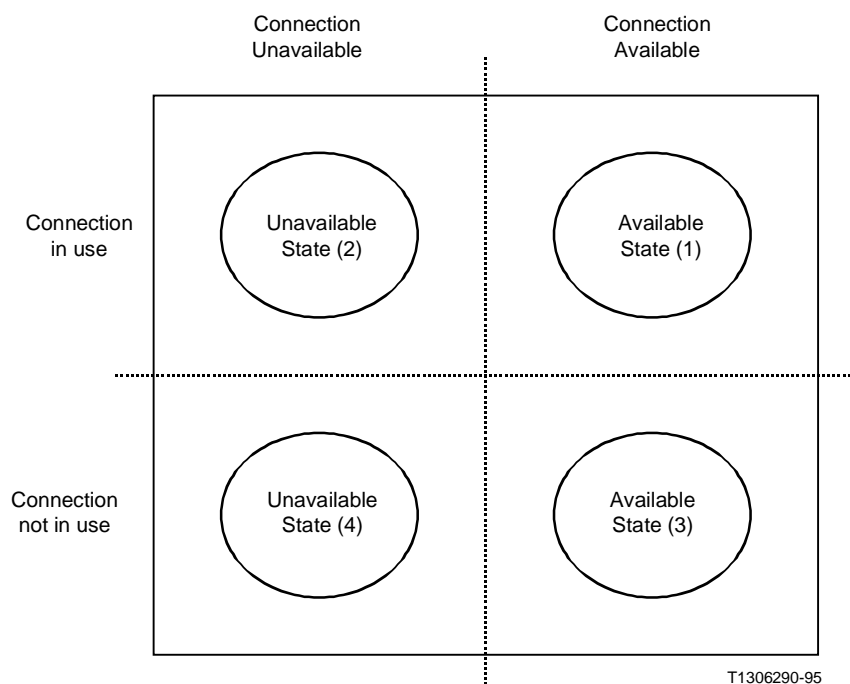 Connection
Unavailable
Connection
Available
Connection
in use
Unavailable
State (2)
Available
State (1)
Connection
not in use
Unavailable
State (4)
Available
State (3)
T1306290-95